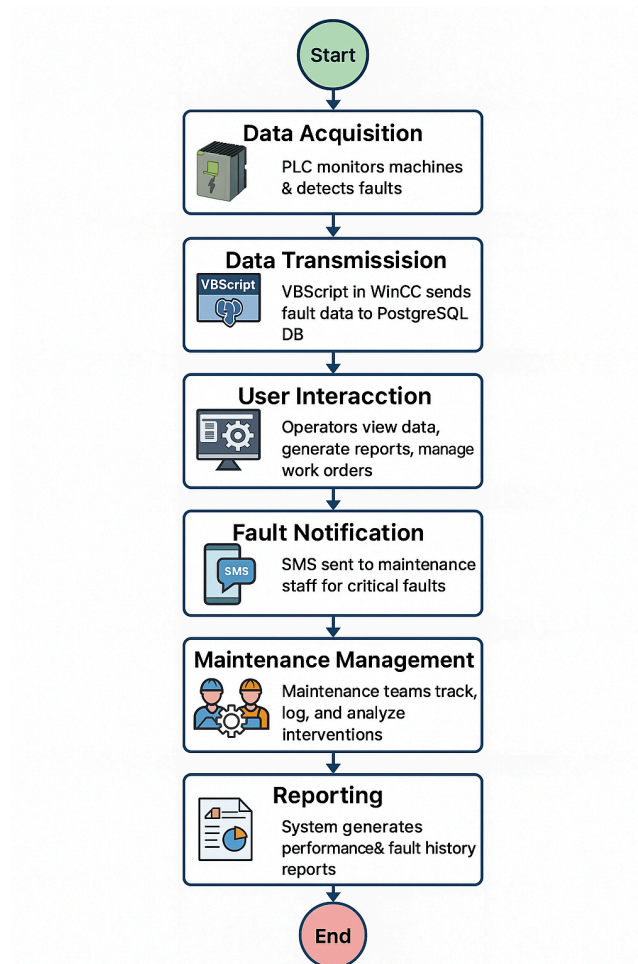 Start
Data Acquisition
PLC monitors machines
& detects faults
Data Transmissision
VBScript
VBScript in WinCC sends
fault data to PostgreSQL
DB
User Interacction
Operators view data,
generate reports, manage
work orders
Fault Notification
SMS
SMS sent to maintenance
staff for critical faults
Maintenance Management
Maintenance teams track,
log, and analyze
interventions
Reporting
System generates
performance& fault history
reports
End